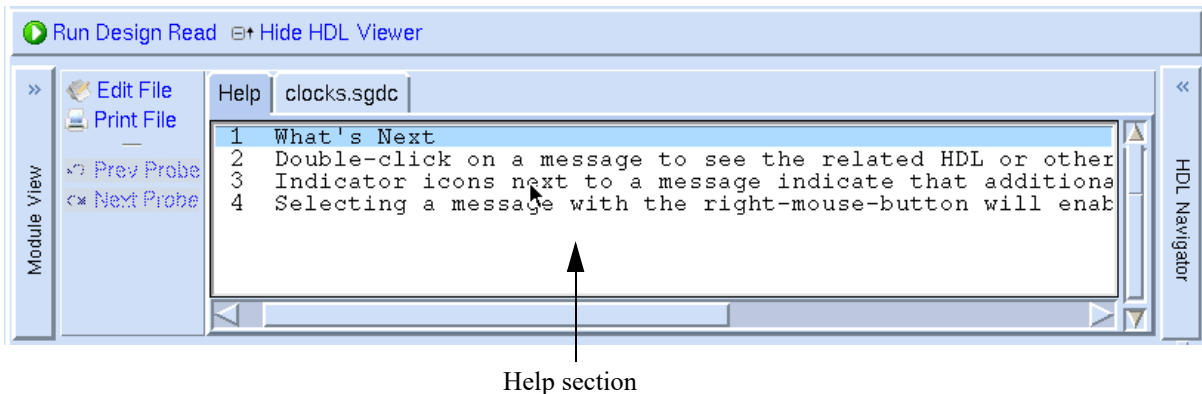 Run Design Read Hide HDL Viewer
Module View
Edit File
Print File
Prev Probe
Next Probe
Help clocks.sgdc
1 What's Next
2 Double-click on a message to see the related HDL or other
3 Indicator icons next to a message indicate that additiona
4 Selecting a message with the right-mouse-button will enab
HDL Navigator
Help section